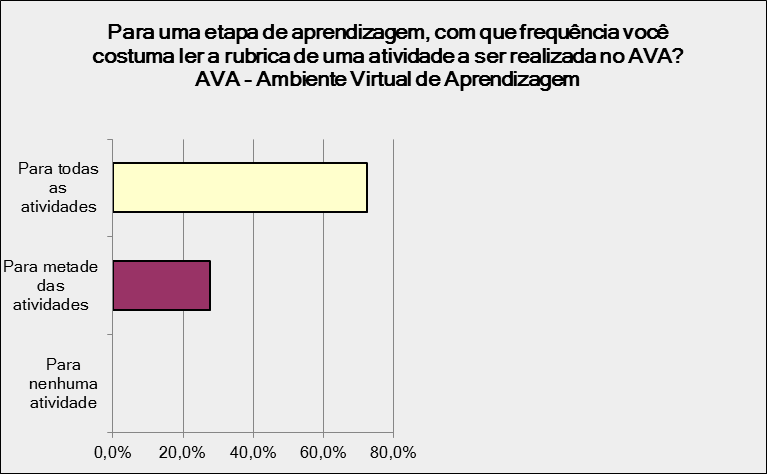 Para uma etapa de aprendizagem, com que frequência você
costuma ler a rubrica de uma atividade a ser realizada no AVA?
AVA - Ambiente Virtual de Aprendizagem
Para todas
as
atividades
Para metade
das
atividades
Para
nenhuma
atividade
0,0% 20,0% 40,0% 60,0% 80,0%